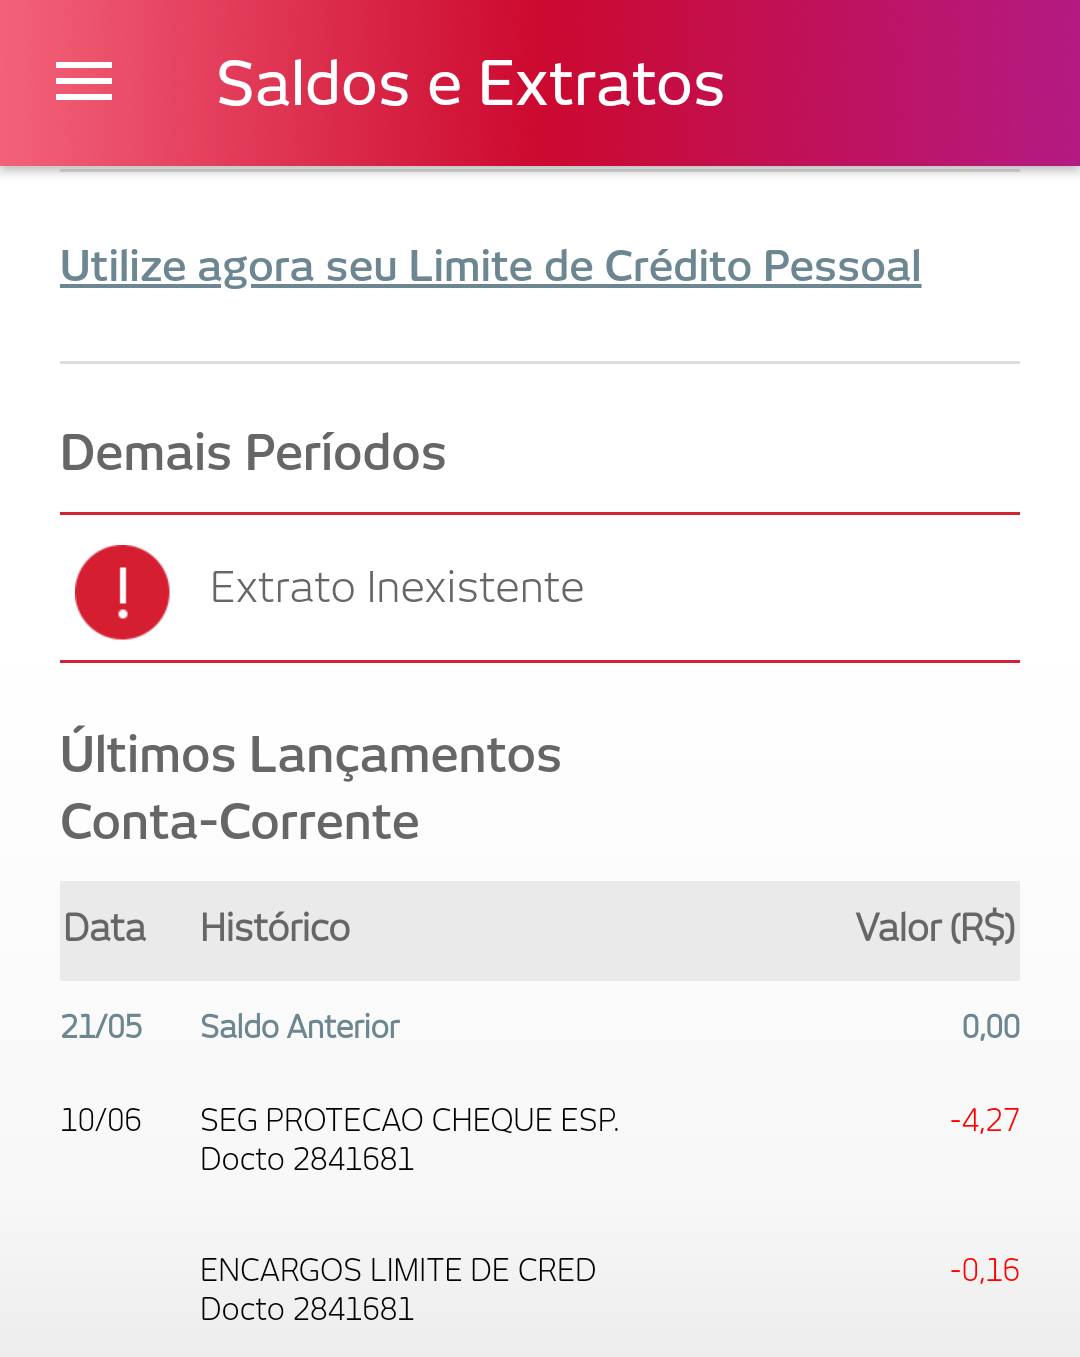 Saldos e Extratos
Utilize agora seu Limite de Crédito Pessoal
Demais Períodos
! Extrato Inexistente
Últimos Lançamentos
Conta-Corrente
Data Histórico Valor (R$)
21/05 Saldo Anterior 0,00
10/06 SEG PROTECAO CHEQUE ESP. -4,27
Docto 2841681
ENCARGOS LIMITE DE CRED -0,16
Docto 2841681